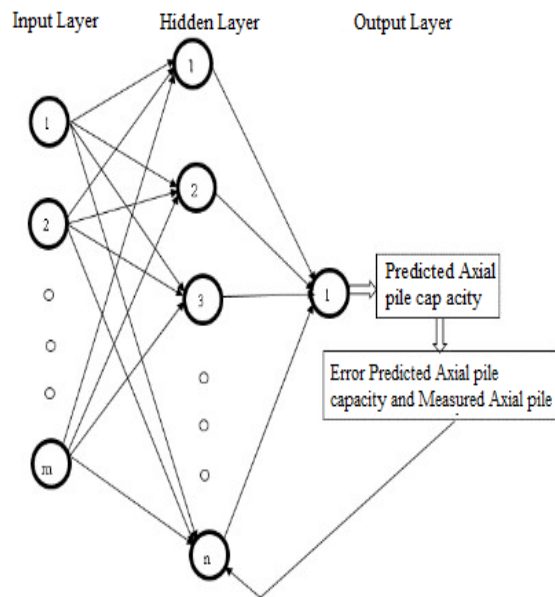 Input Layer
Hidden Layer
Output Layer
1
2
m
1
2
3
n
1
Predicted Axial
pile cap acity
Error Predicted Axial pile
capacity and Measured Axial pile